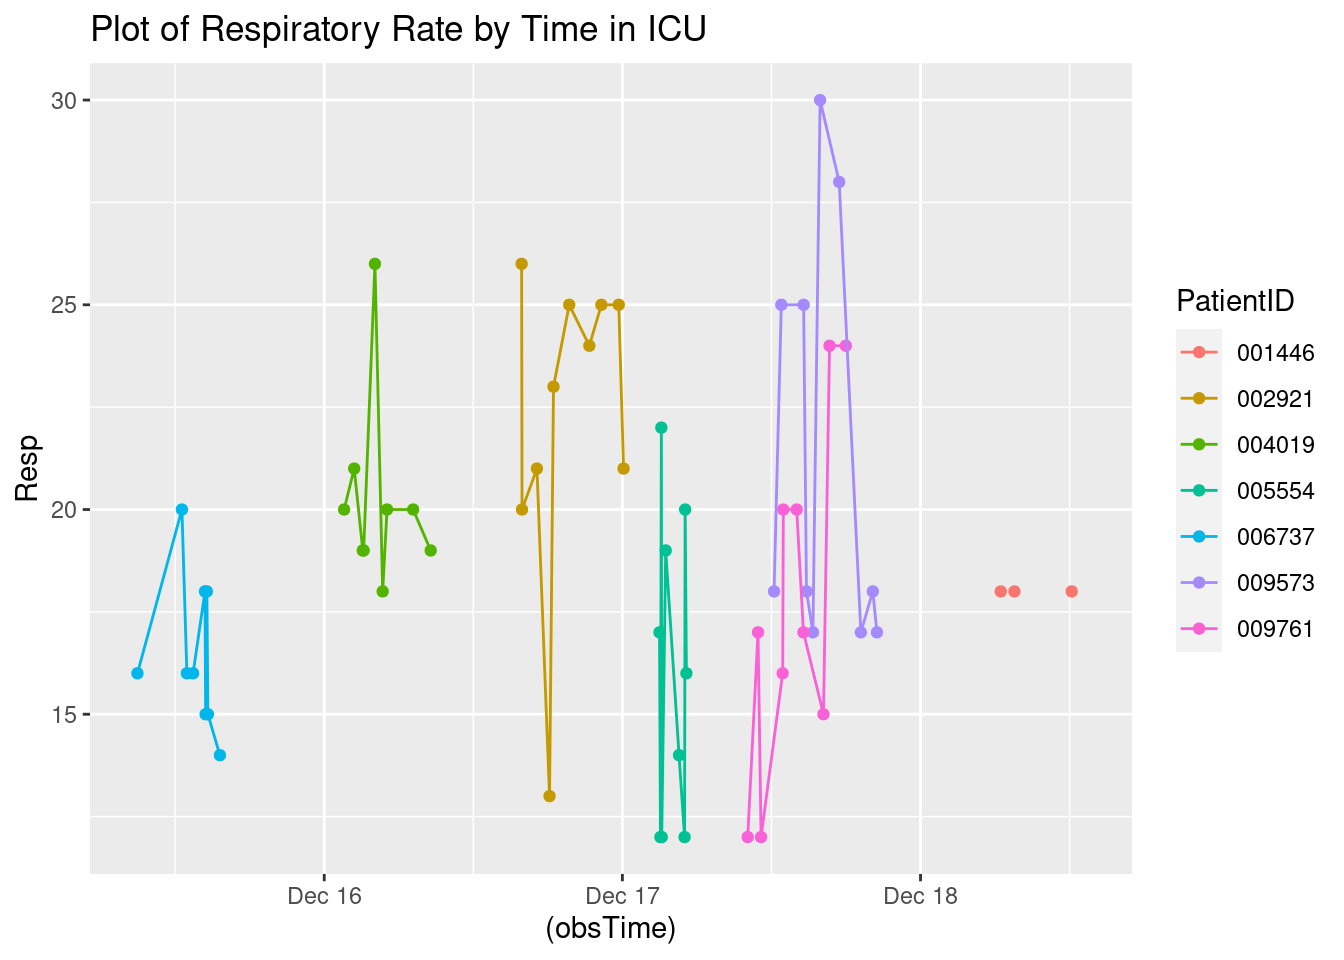 Plot of Respiratory Rate by Time in ICU
30
25
20
15
Resp
Dec 16
Dec 17
Dec 18
(obsTime)
PatientID
001446
002921
004019
005554
006737
009573
009761